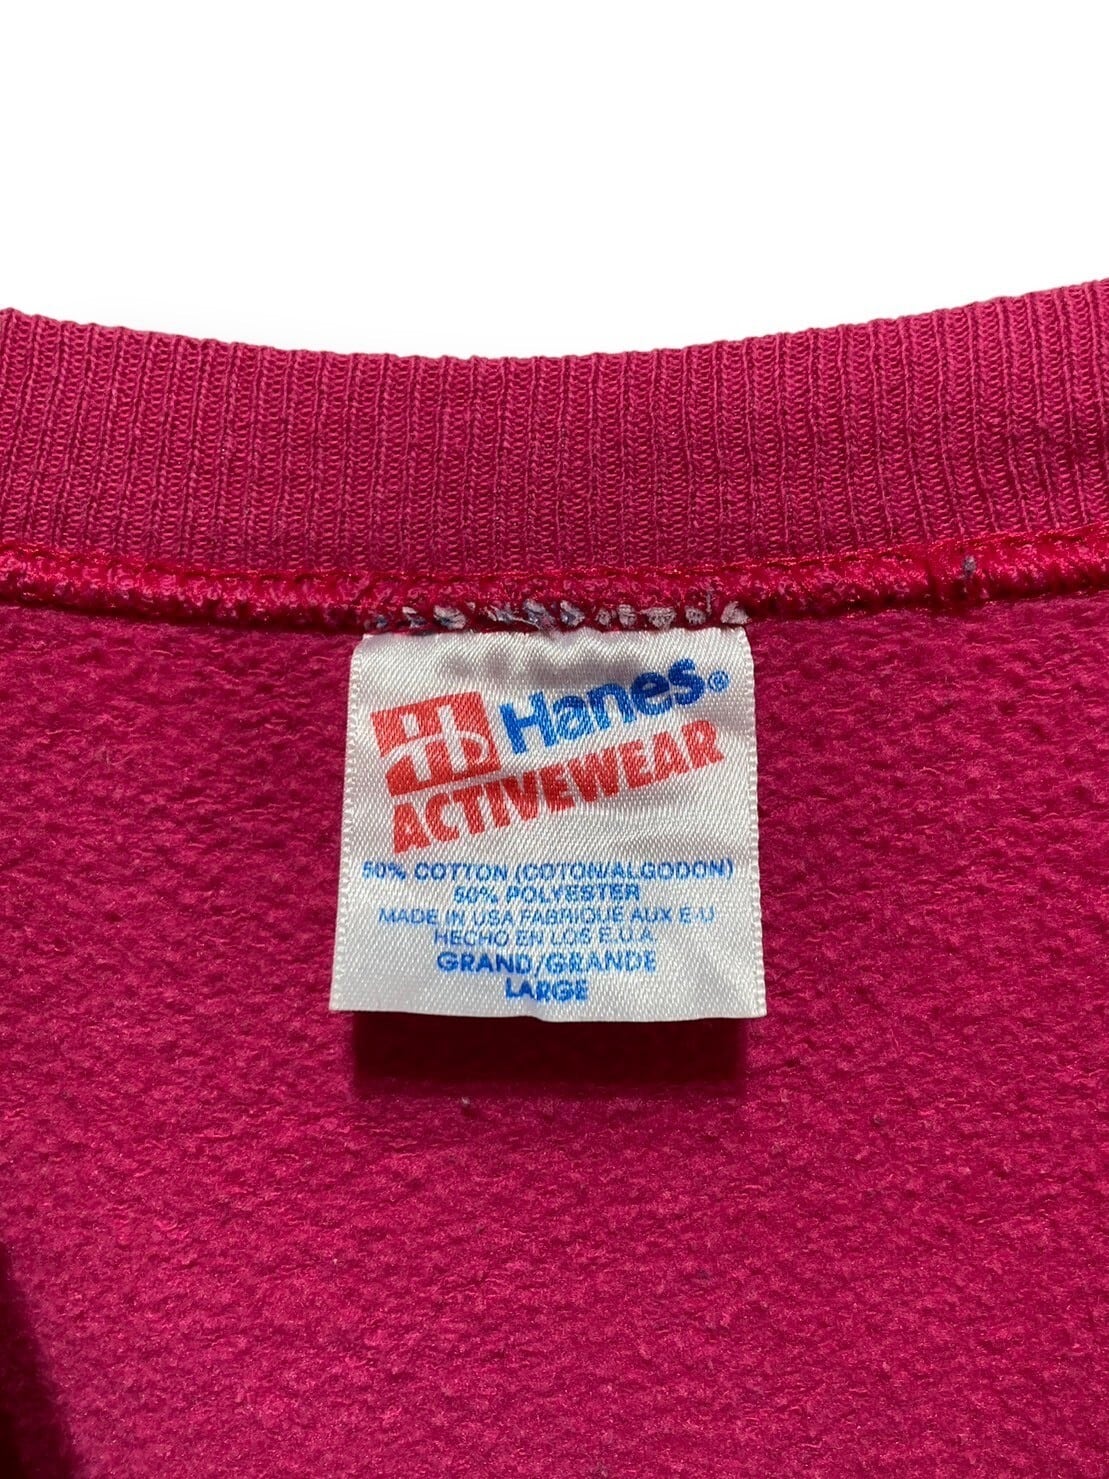 Hanes®
ACTIVEWEAR
50% COTTON (COTON/ALGODON)
50% POLYESTER
MADE IN USA FABRIQUE AUX E-U
HECHO EN LOS E.U.A
GRAND/GRANDE
LARGE